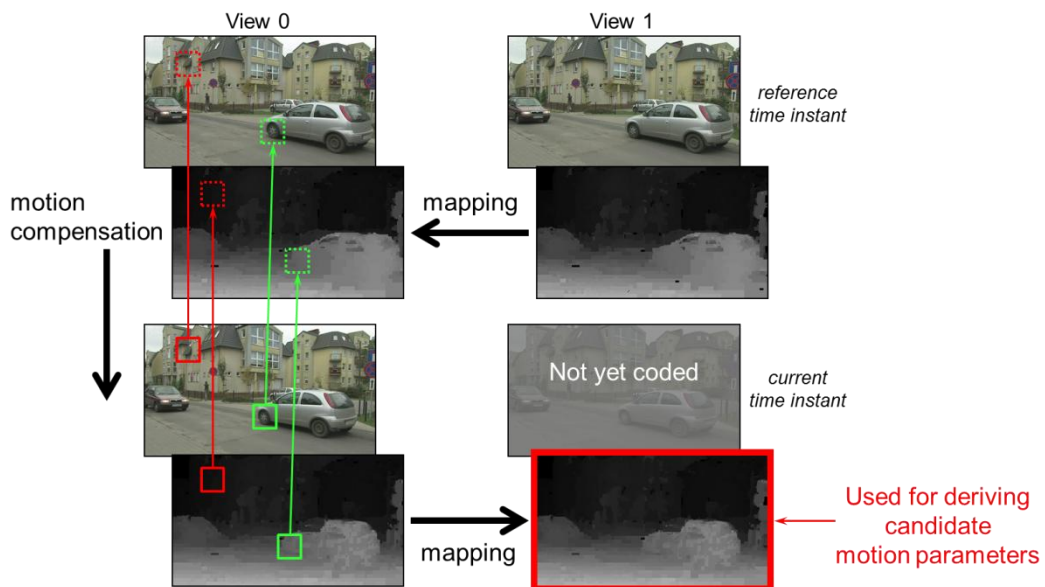 View 0
View 1
reference
time instant
motion
compensation
mapping
Not yet coded
current
time instant
mapping
Used for deriving
candidate
motion parameters